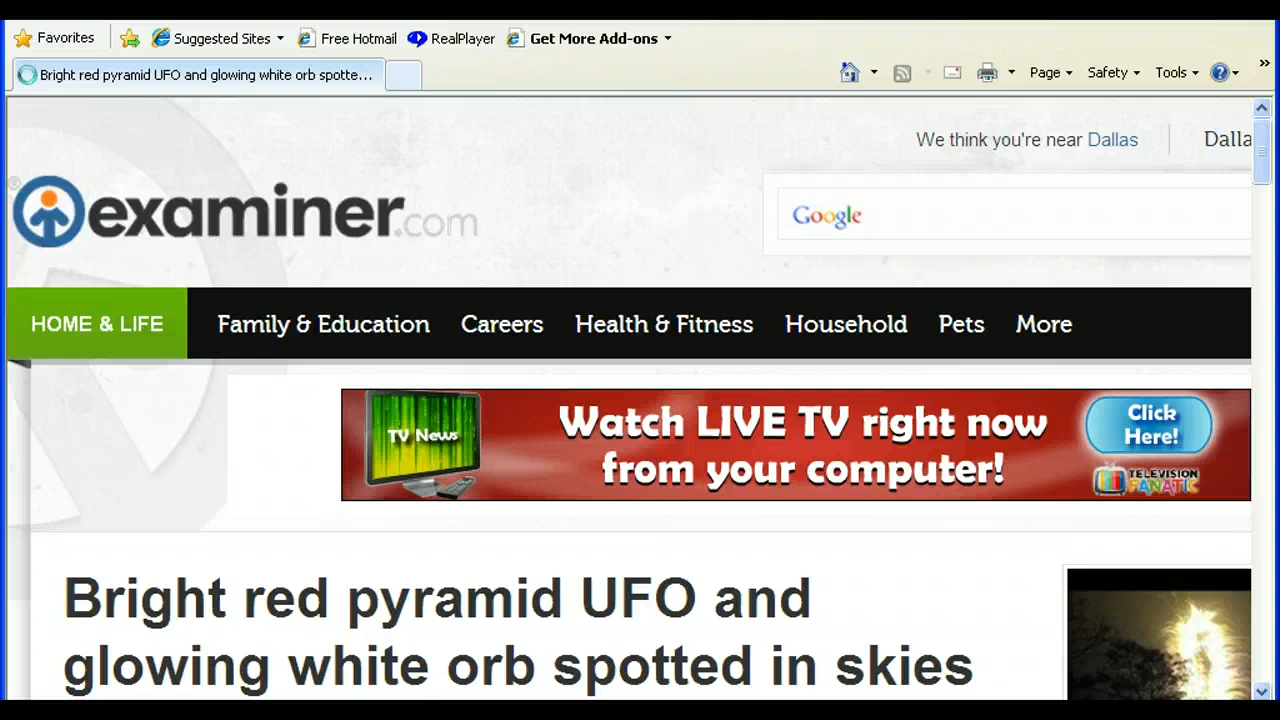 Favorites Suggested Sites Free Hotmail RealPlayer Get More Add-ons
Bright red pyramid UFO and glowing white orb spotte... Page Safety Tools
We think you're near Dallas Dalla
examiner.com
Google
HOME & LIFE Family & Education Careers Health & Fitness Household Pets More
TV News
Watch LIVE TV right now
from your computer!
Click
Here!
TELEVISION
FANATIC
Bright red pyramid UFO and
glowing white orb spotted in skies